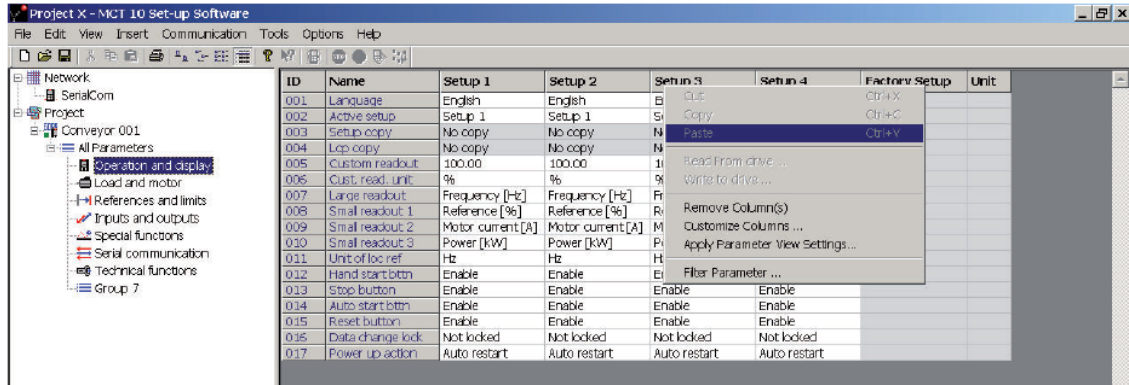 Project X - MCT 10 Set-up Software
File Edit View Insert Communication Tools Options Help
Network
SerialCom
Project
Conveyor 001
All Parameters
Operation and display
Load and motor
References and limits
Inputs and outputs
Special functions
Serial communication
Technical functions
Group 7
ID Name Setup 1 Setup 2 Setup 3 Setup 4 Factory Setup Unit
001 Language English English
002 Active setup Setup 1 Setup 1
003 Setup copy No copy No copy
004 Lcp copy No copy No copy
005 Custom readout 100.00 100.00
006 Cust. read. unit % %
007 Large readout Frequency [Hz] Frequency [Hz]
008 Small readout 1 Reference [%] Reference [%]
009 Small readout 2 Motor current [A] Motor current [A]
010 Small readout 3 Power [kW] Power [kW]
011 Unit of loc ref Hz Hz
012 Hand start bttn Enable Enable
013 Stop button Enable Enable Enable Enable
014 Auto start bttn Enable Enable Enable Enable
015 Reset button Enable Enable Enable Enable
016 Data change lock Not locked Not locked Not locked Not locked
017 Power up action Auto restart Auto restart Auto restart Auto restart
Cut Ctrl+X
Copy Ctrl+C
Paste Ctrl+V
Read From drive ...
Write to drive ...
Remove Column(s)
Customize Columns ...
Apply Parameter View Settings...
Filter Parameter ...